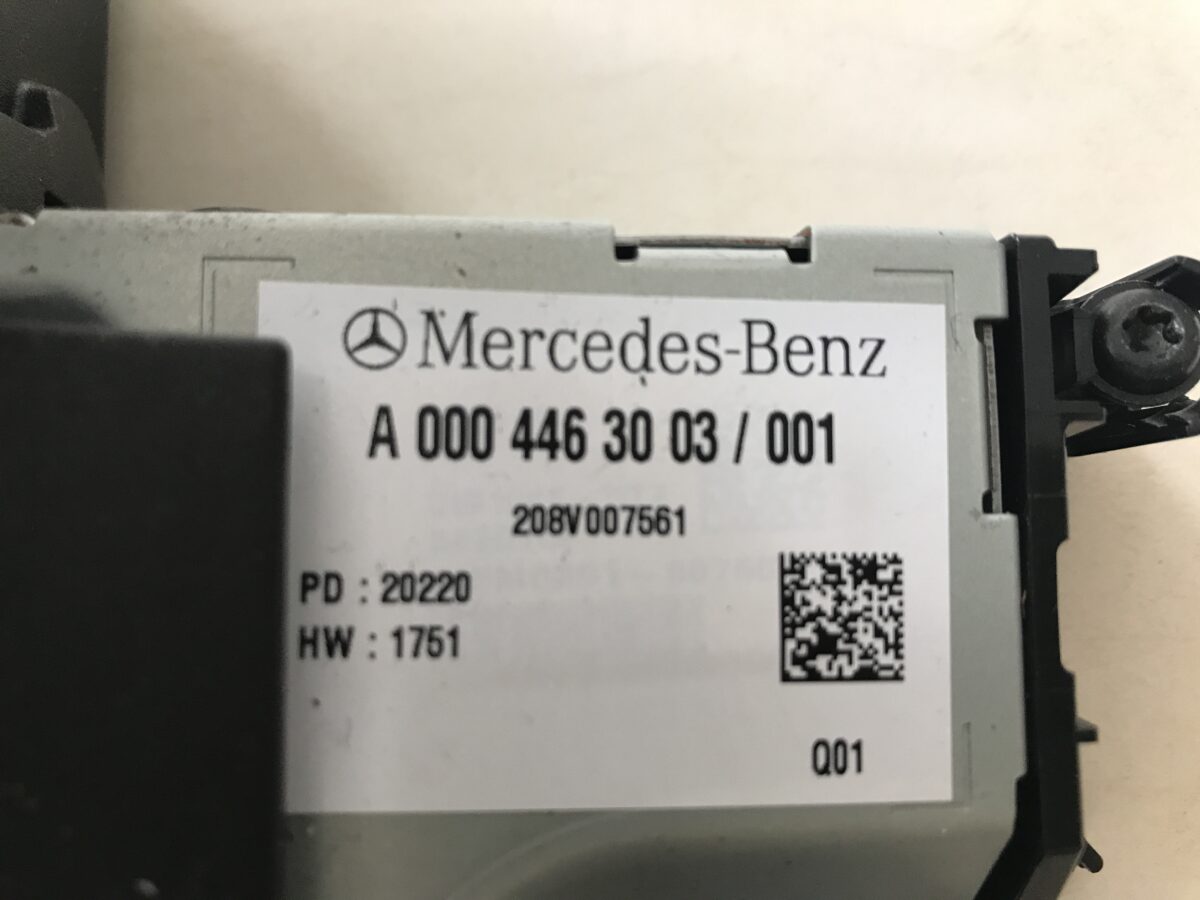 Mercedes-Benz
A 000 446 30 03 / 001
208V007561
PD : 20220
HW : 1751
Q01